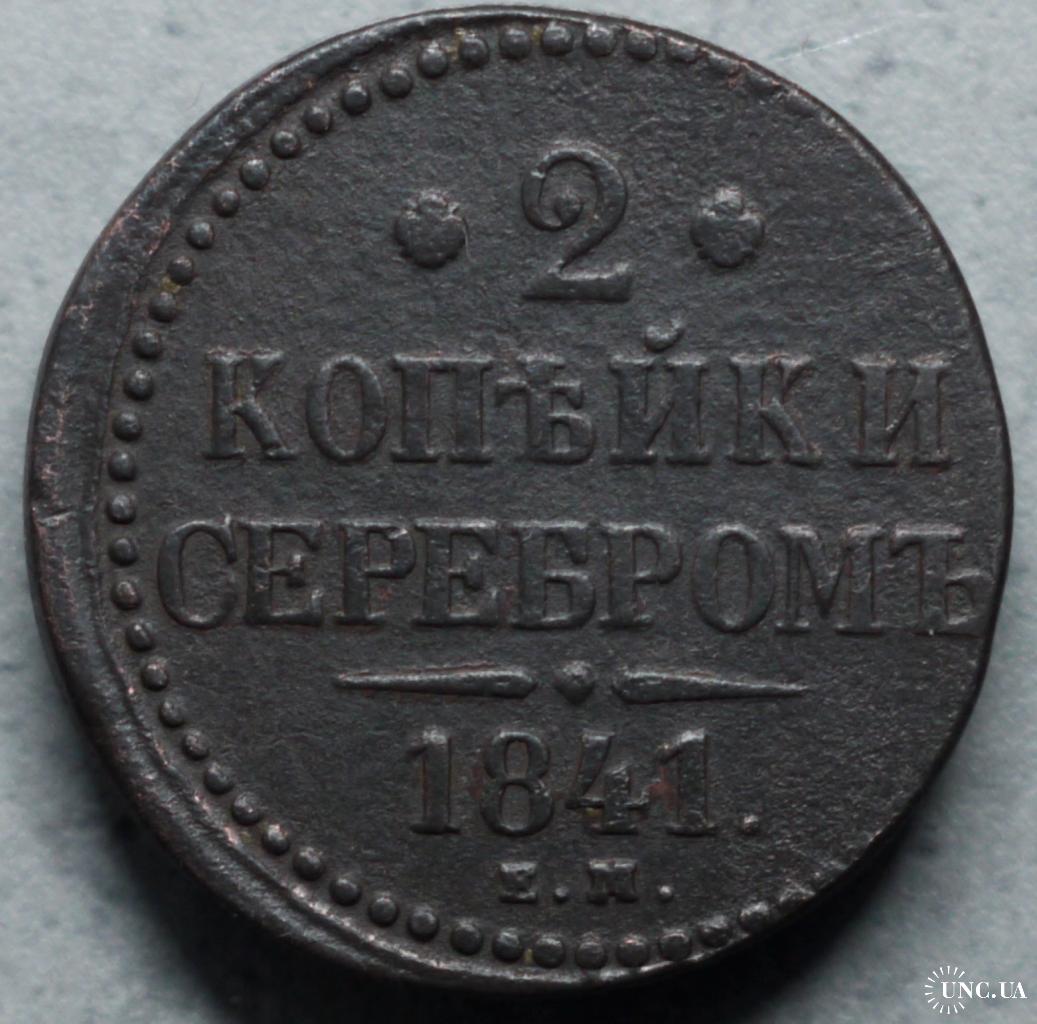 2
КОПѢЙКИ
СЕРЕБРОМЪ
1841.
Е.М.
UNC.UA